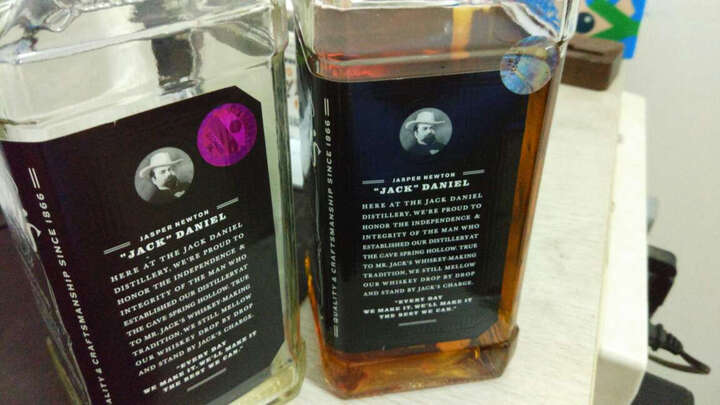 QUALITY & CRAFTSMANSHIP SINCE 1866
JASPER NEWTON
"JACK" DANIEL
HERE AT THE JACK DANIEL
DISTILLERY, WE'RE PROUD TO
HONOR THE INDEPENDENCE &
INTEGRITY OF THE MAN WHO
ESTABLISHED OUR DISTILLERYAT
THE CAVE SPRING HOLLOW. TRUE
TO MR. JACK'S WHISKEY-MAKING
TRADITION, WE STILL MELLOW
OUR WHISKEY DROP BY DROP
AND STAND BY JACK'S CHARGE.
"EVERY DAY
WE MAKE IT, WE'LL MAKE IT
THE BEST WE CAN."
QUALITY & CRAFTSMANSHIP SINCE 1866
JASPER NEWTON
"JACK" DANIEL
HERE AT THE JACK DANIEL
DISTILLERY, WE'RE PROUD TO
HONOR THE INDEPENDENCE &
INTEGRITY OF THE MAN WHO
ESTABLISHED OUR DISTILLERYAT
THE CAVE SPRING HOLLOW. TRUE
TO MR. JACK'S WHISKEY-MAKING
TRADITION, WE STILL MELLOW
OUR WHISKEY DROP BY DROP
AND STAND BY JACK'S CHARGE.
"EVERY DAY
WE MAKE IT, WE'LL MAKE IT
THE BEST WE CAN."